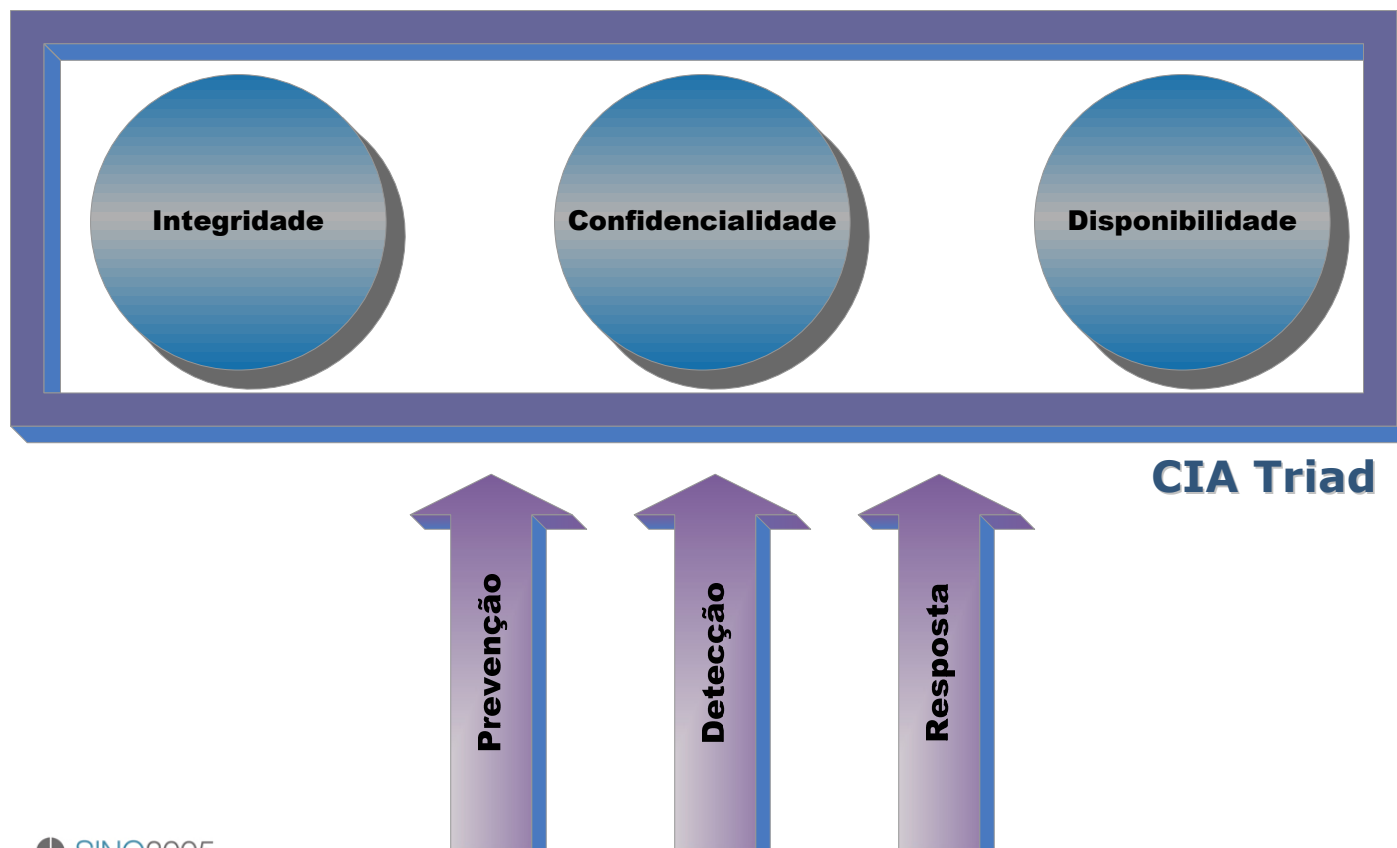 Integridade
Confidencialidade
Disponibilidade
CIA Triad
Prevenção
Detecção
Resposta